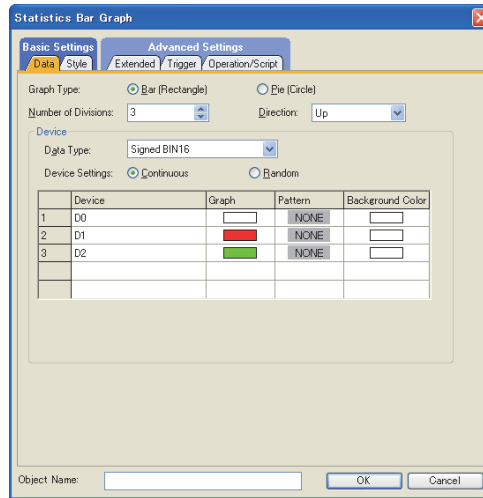 Statistics Bar Graph
Basic Settings Advanced Settings
Data Style Extended Trigger Operation/Script
Graph Type: Bar (Rectangle) Pie (Circle)
Number of Divisions: 3 Direction: Up
Device
Data Type: Signed BIN16
Device Settings: Continuous Random
Device Graph Pattern Background Color
1 D0 NONE
2 D1 NONE
3 D2 NONE
Object Name: OK Cancel